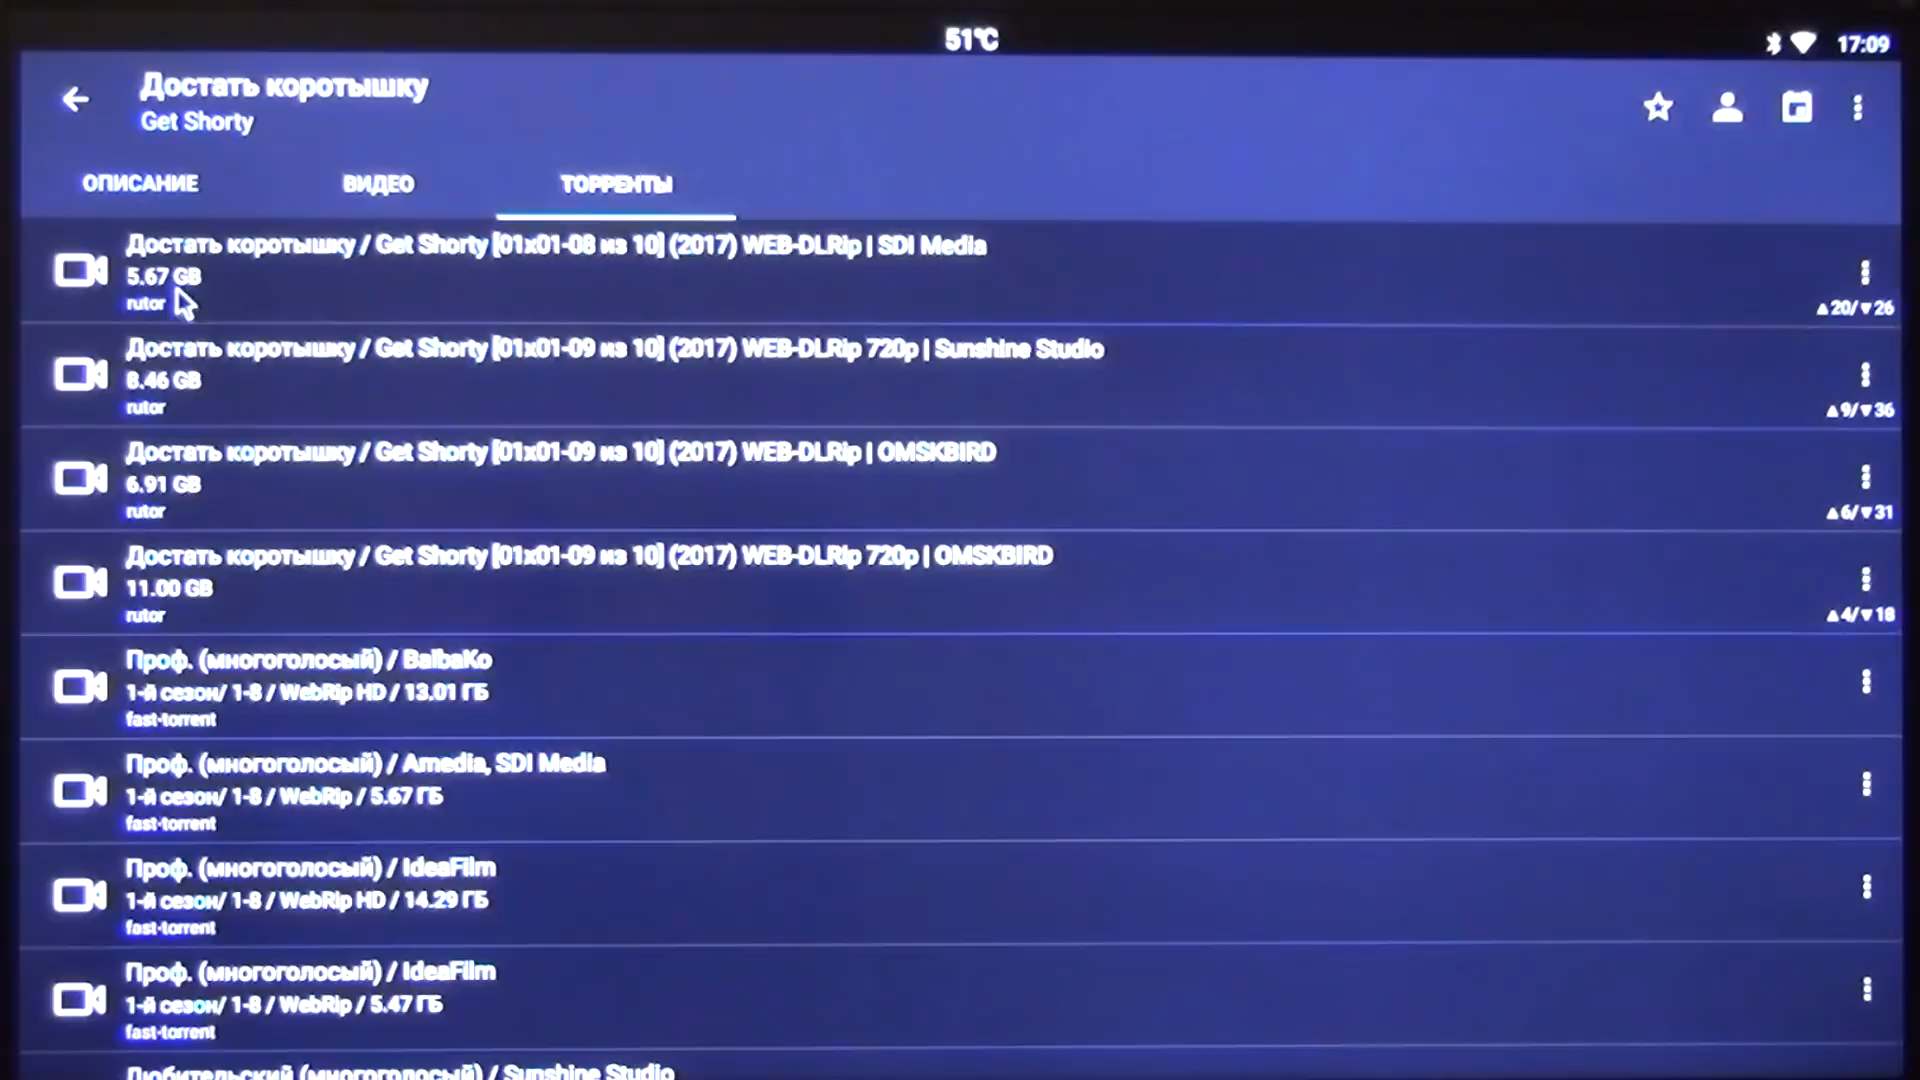 51°C
17:09
Достать коротышку
Get Shorty
ОПИСАНИЕ
ВИДЕО
ТОРРЕНТЫ
Достать коротышку / Get Shorty [01x01-08 из 10] (2017) WEB-DLRip | SDI Media
5.67 GB
rutor
▲20/▼26
Достать коротышку / Get Shorty [01x01-09 из 10] (2017) WEB-DLRip 720p | Sunshine Studio
8.46 GB
rutor
▲9/▼36
Достать коротышку / Get Shorty [01x01-09 из 10] (2017) WEB-DLRip | OMSKBIRD
6.91 GB
rutor
▲6/▼31
Достать коротышку / Get Shorty [01x01-09 из 10] (2017) WEB-DLRip 720p | OMSKBIRD
11.00 GB
rutor
▲4/▼18
Проф. (многоголосый) / BaibaKo
1-й сезон/ 1-8 / WebRip HD / 13.01 ГБ
fast-torrent
Проф. (многоголосый) / Amedia, SDI Media
1-й сезон/ 1-8 / WebRip / 5.67 ГБ
fast-torrent
Проф. (многоголосый) / IdeaFilm
1-й сезон/ 1-8 / WebRip HD / 14.29 ГБ
fast-torrent
Проф. (многоголосый) / IdeaFilm
1-й сезон/ 1-8 / WebRip / 5.47 ГБ
fast-torrent
Любительский (многоголосый) / Sunshine Studio